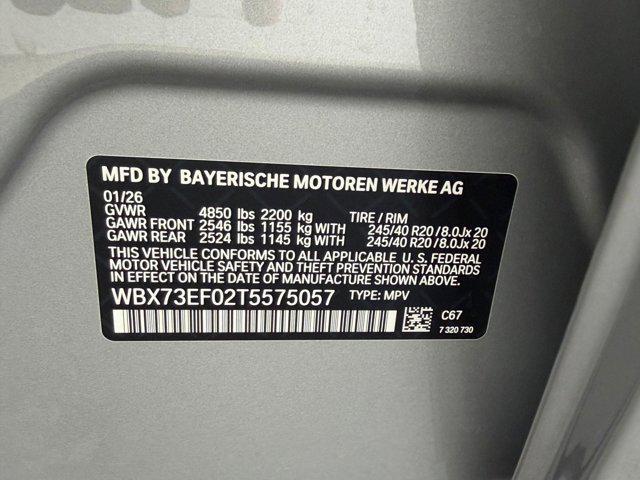 MFD BY BAYERISCHE MOTOREN WERKE AG
01/26
GVWR 4850 lbs 2200 kg TIRE / RIM
GAWR FRONT 2546 lbs 1155 kg WITH 245/40 R20 / 8.0Jx 20
GAWR REAR 2524 lbs 1145 kg WITH 245/40 R20 / 8.0Jx 20
THIS VEHICLE CONFORMS TO ALL APPLICABLE U. S. FEDERAL
MOTOR VEHICLE SAFETY AND THEFT PREVENTION STANDARDS
IN EFFECT ON THE DATE OF MANUFACTURE SHOWN ABOVE.
WBX73EF02T5575057 TYPE: MPV
C67
7 320 730